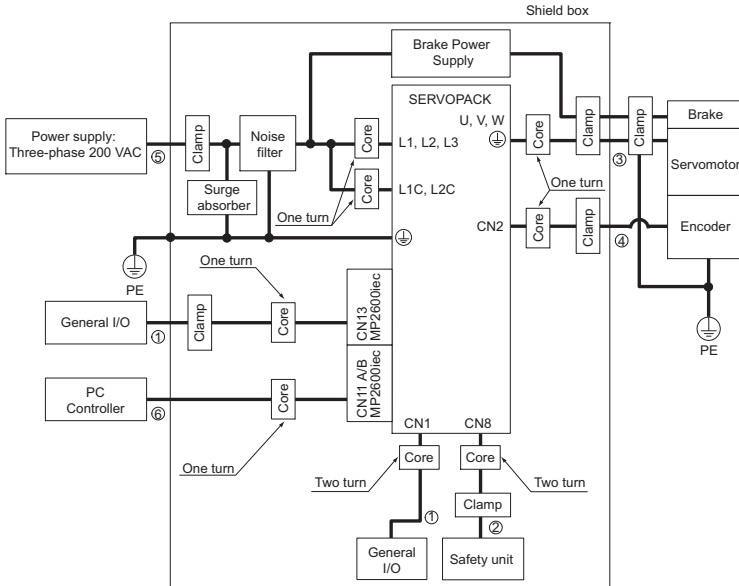 Shield box
Brake Power
Supply
SERVOPACK
U, V, W
Power supply:
Three-phase 200 VAC
⑤
Clamp
Noise
filter
Core
L1, L2, L3
Core
Clamp
Clamp
③
Brake
Servomotor
Surge
absorber
Core
L1C, L2C
One turn
One turn
CN2
Core
Clamp
④
Encoder
PE
One turn
PE
General I/O
①
Clamp
Core
CN13
MP2600iec
PC
Controller
⑥
Core
CN11 A/B
MP2600iec
One turn
CN1
CN8
Two turn
Core
Core
Two turn
Clamp
①
②
General
I/O
Safety unit